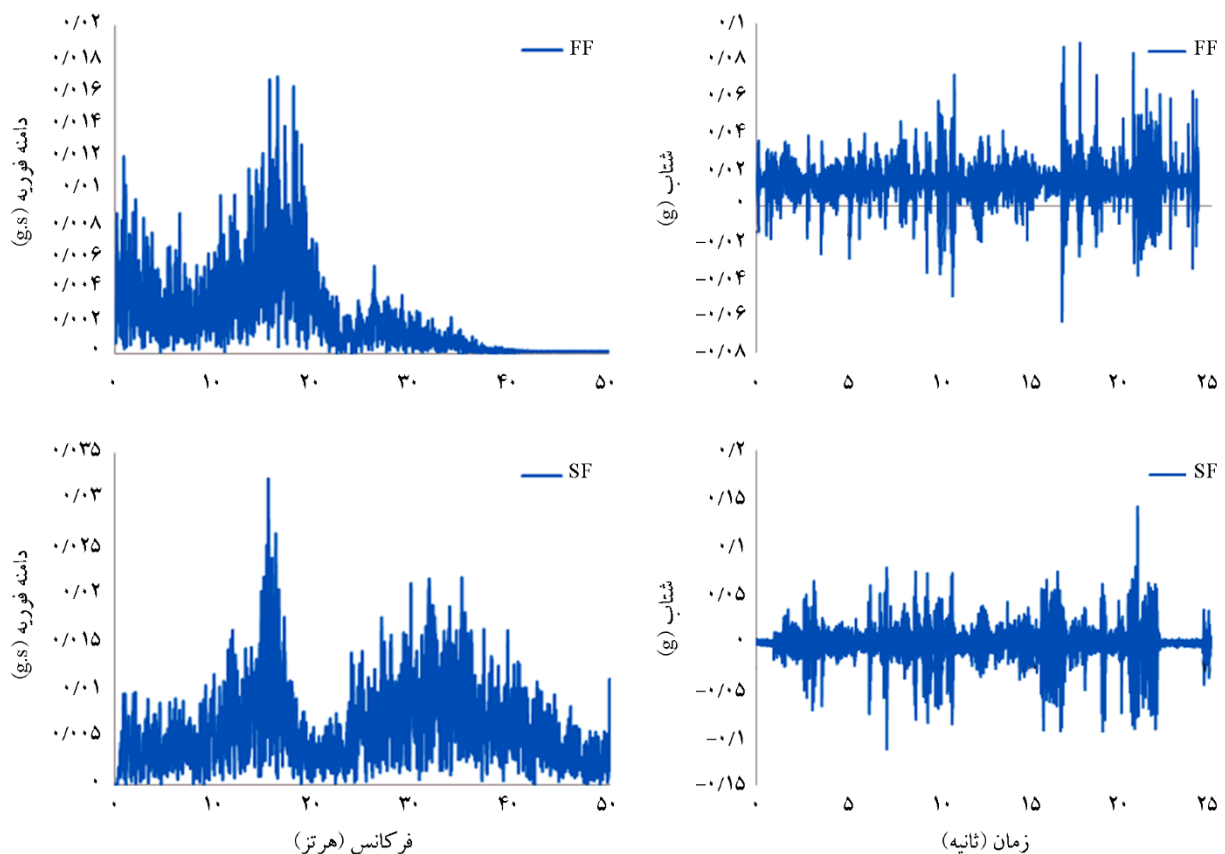 ۰/۰۲
۰/۰۱۸
۰/۰۱۶
۰/۰۱۴
۰/۰۱۲
۰/۰۱
۰/۰۰۸
۰/۰۰۶
۰/۰۰۴
۰/۰۰۲
۰
دامنه فوریه (g.s)
FF
۰ ۱۰ ۲۰ ۳۰ ۴۰ ۵۰
۰/۱
۰/۰۸
۰/۰۶
۰/۰۴
۰/۰۲
۰
−۰/۰۲
−۰/۰۴
−۰/۰۶
−۰/۰۸
شتاب (g)
FF
۰ ۵ ۱۰ ۱۵ ۲۰ ۲۵
۰/۰۳۵
۰/۰۳
۰/۰۲۵
۰/۰۲
۰/۰۱۵
۰/۰۱
۰/۰۰۵
۰
دامنه فوریه (g.s)
SF
۰ ۱۰ ۲۰ ۳۰ ۴۰ ۵۰
فرکانس (هرتز)
۰/۲
۰/۱۵
۰/۱
۰/۰۵
۰
−۰/۰۵
−۰/۱
−۰/۱۵
شتاب (g)
SF
۰ ۵ ۱۰ ۱۵ ۲۰ ۲۵
زمان (ثانیه)